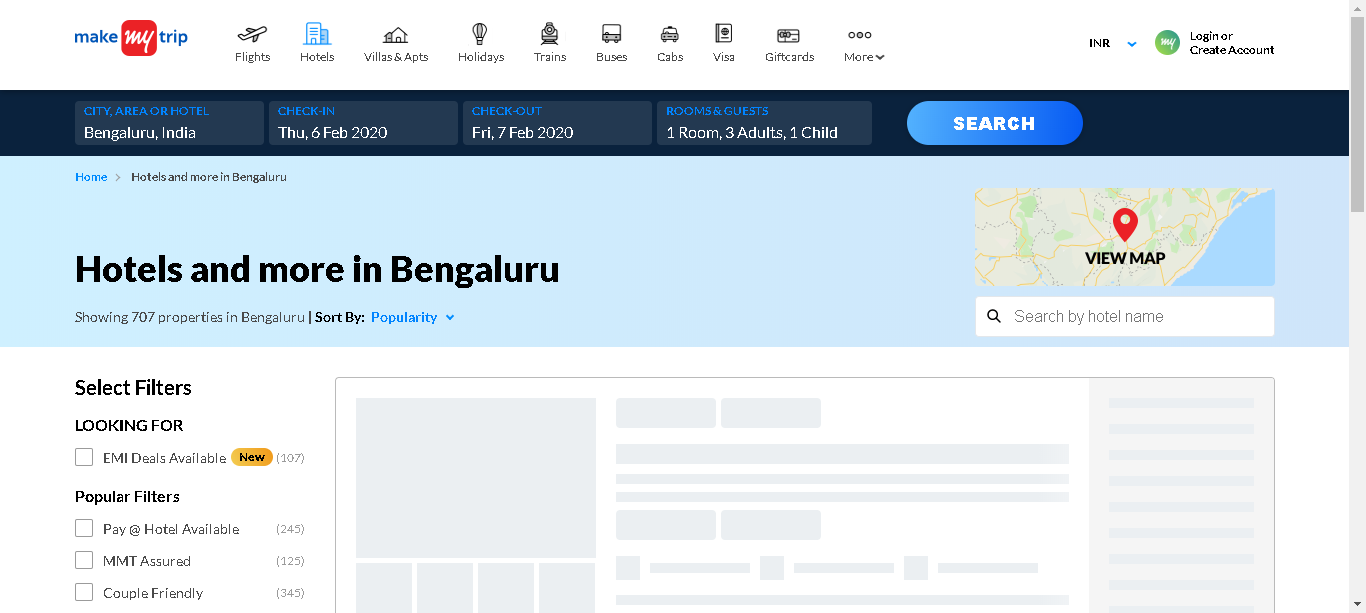 make my trip
Flights
Hotels
Villas & Apts
Holidays
Trains
Buses
Cabs
Visa
Giftcards
More
INR
my
Login or
Create Account
CITY, AREA OR HOTEL
Bengaluru, India
CHECK-IN
Thu, 6 Feb 2020
CHECK-OUT
Fri, 7 Feb 2020
ROOMS & GUESTS
1 Room, 3 Adults, 1 Child
SEARCH
Home > Hotels and more in Bengaluru
VIEW MAP
Hotels and more in Bengaluru
Showing 707 properties in Bengaluru | Sort By: Popularity
Search by hotel name
Select Filters
LOOKING FOR
EMI Deals Available New (107)
Popular Filters
Pay @ Hotel Available (245)
MMT Assured (125)
Couple Friendly (345)